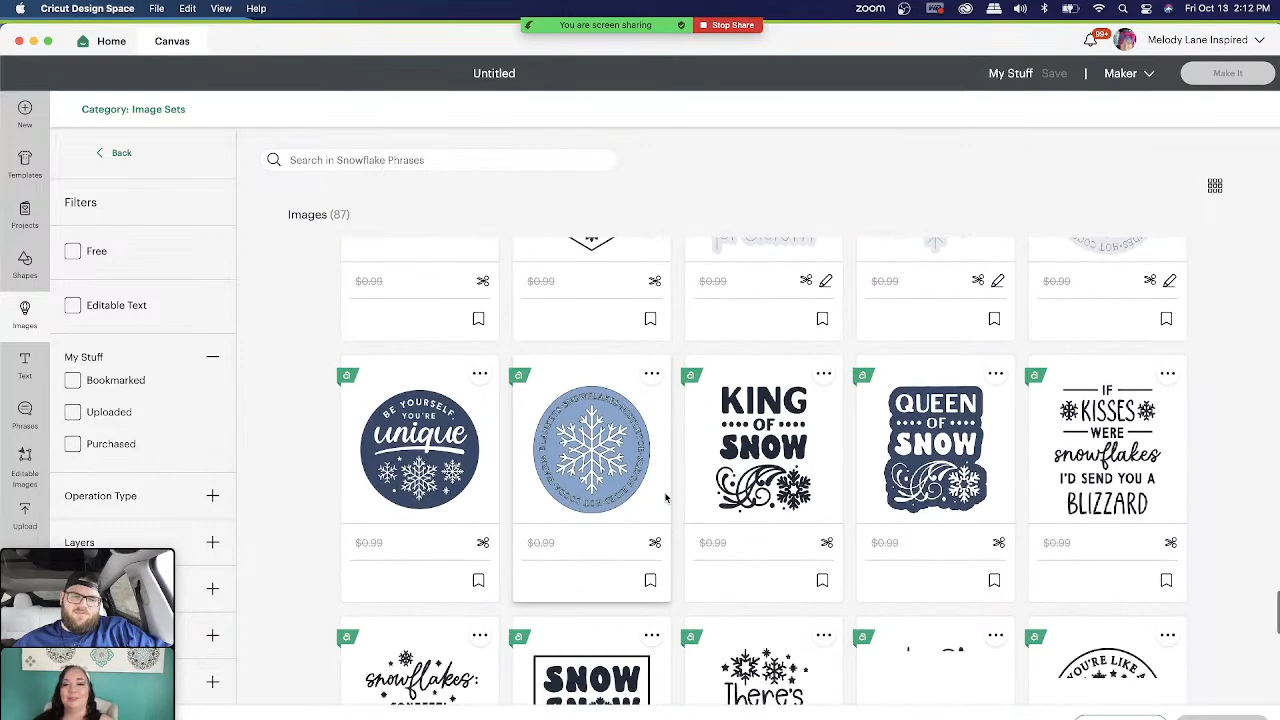 Cricut Design Space File Edit View Help
zoom Fri Oct 13 2:12 PM
You are screen sharing Stop Share
Home Canvas
99+ Melody Lane Inspired
Untitled
My Stuff Save | Maker Make It
Category: Image Sets
New
Templates
Projects
Shapes
Images
Text
Phrases
Editable Images
Upload
Back
Filters
Free
Editable Text
My Stuff
Bookmarked
Uploaded
Purchased
Operation Type
Layers
Search in Snowflake Phrases
Images (87)
$0.99 $0.99 $0.99 $0.99 $0.99
BE YOURSELF
YOU'RE
unique
KING
OF
SNOW
QUEEN
OF
SNOW
IF
KISSES
WERE
snowflakes
I'D SEND YOU A
BLIZZARD
$0.99 $0.99 $0.99 $0.99 $0.99
snowflakes:
SNOW
There's
YOU'RE LIKE